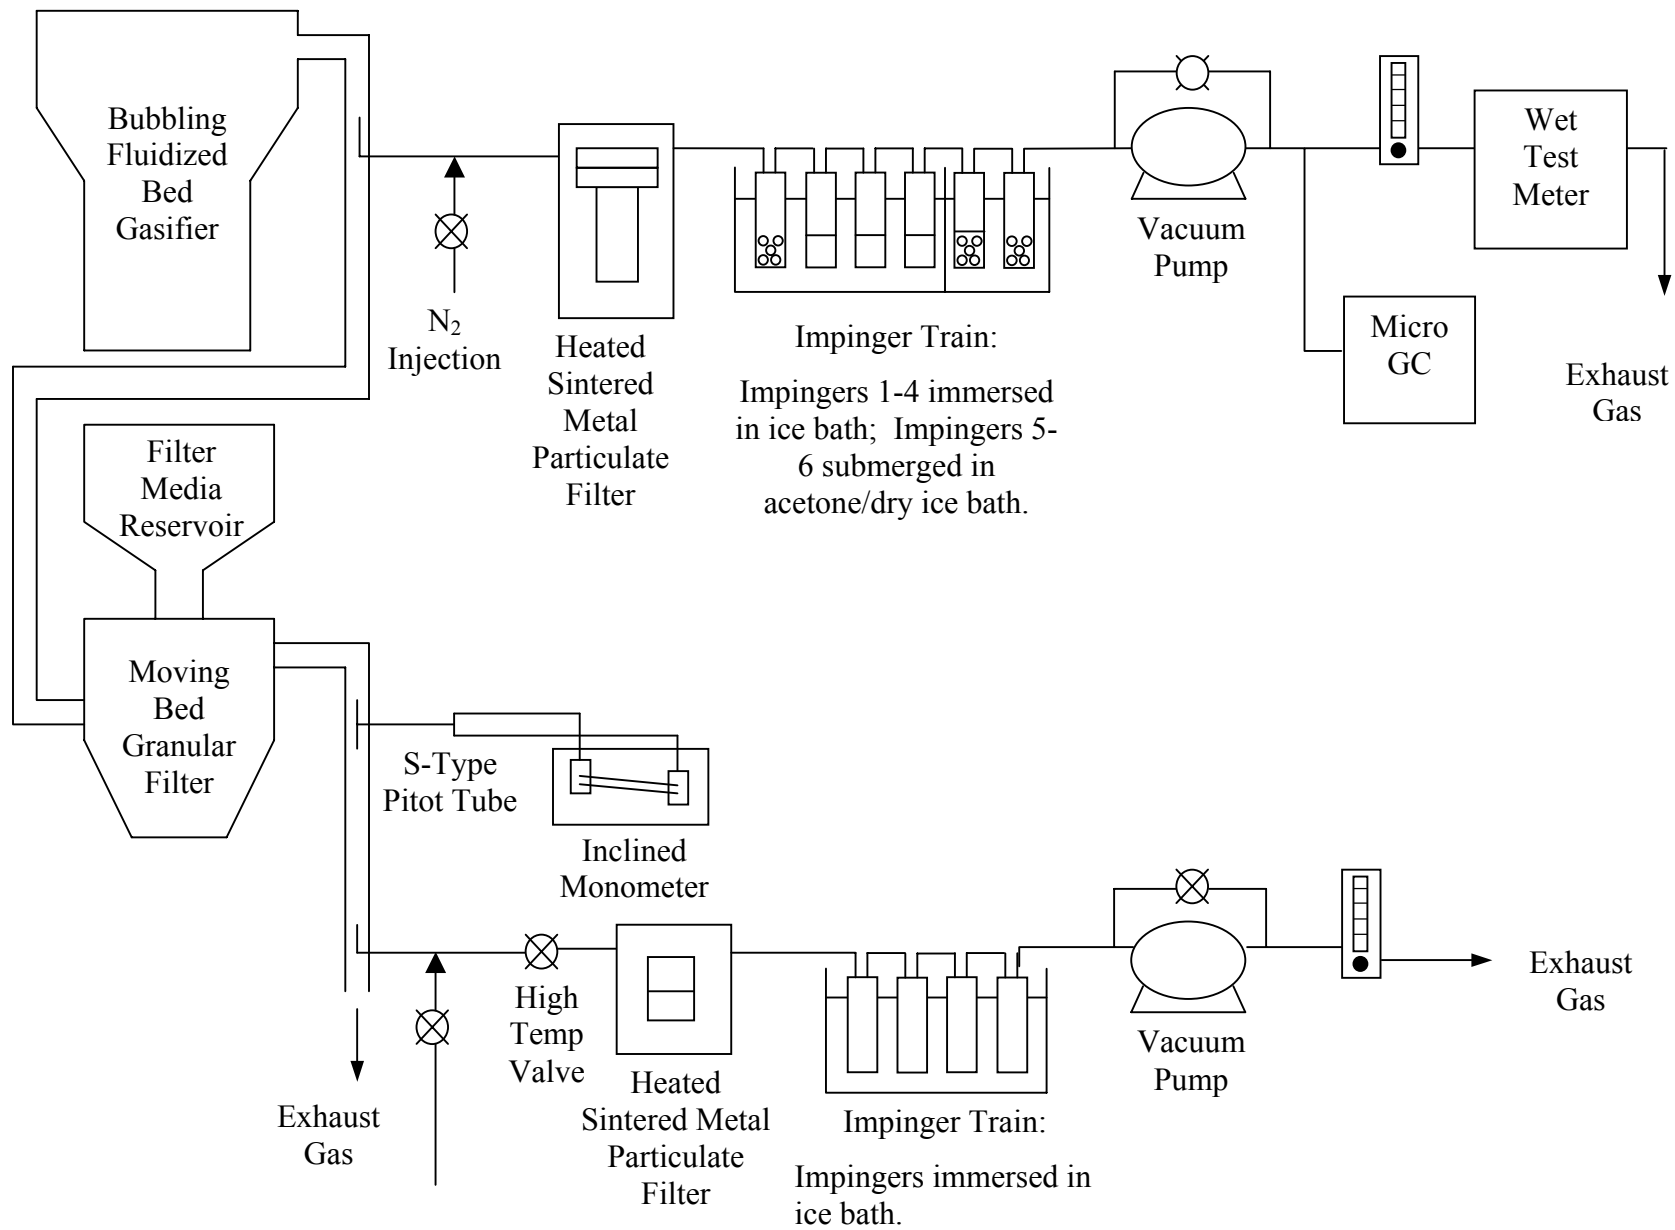 Bubbling
Fluidized
Bed
Gasifier
N2
Injection
Heated
Sintered
Metal
Particulate
Filter
Impinger Train:
Impingers 1-4 immersed
in ice bath;  Impingers 5-
6 submerged in
acetone/dry ice bath.
Vacuum
Pump
Wet
Test
Meter
Micro
GC
Exhaust
Gas
Filter
Media
Reservoir
Moving
Bed
Granular
Filter
S-Type
Pitot Tube
Inclined
Monometer
High
Temp
Valve
Exhaust
Gas
Heated
Sintered Metal
Particulate
Filter
Impinger Train:
Impingers immersed in
ice bath.
Vacuum
Pump
Exhaust
Gas